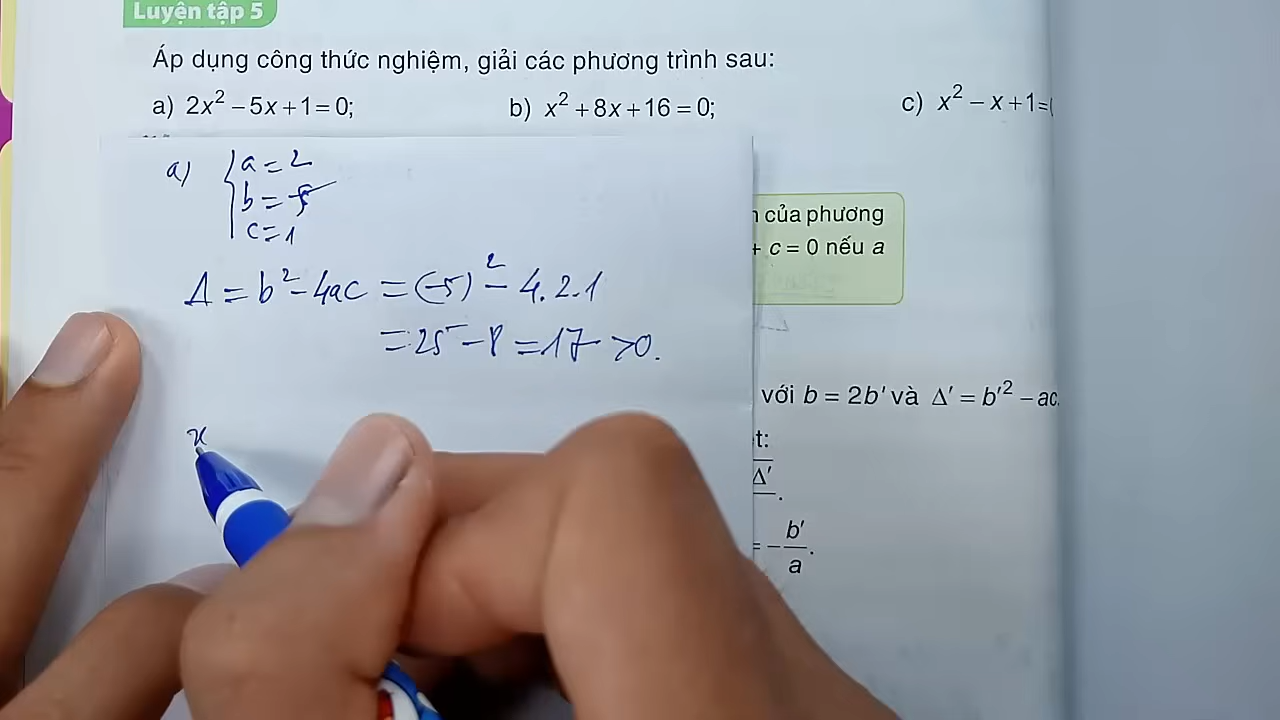 Luyện tập 5
Áp dụng công thức nghiệm, giải các phương trình sau:
a) 2x² – 5x + 1 = 0; b) x² + 8x + 16 = 0; c) x² – x + 1 =
a) { a = 2
b = -5
c = 1
Δ = b² - 4ac = (-5)² - 4.2.1
= 25 - 8 = 17 > 0.
x
của phương
+ c = 0 nếu a
với b = 2b' và Δ' = b'² – ac
t:
Δ'
.
= – b'/a.